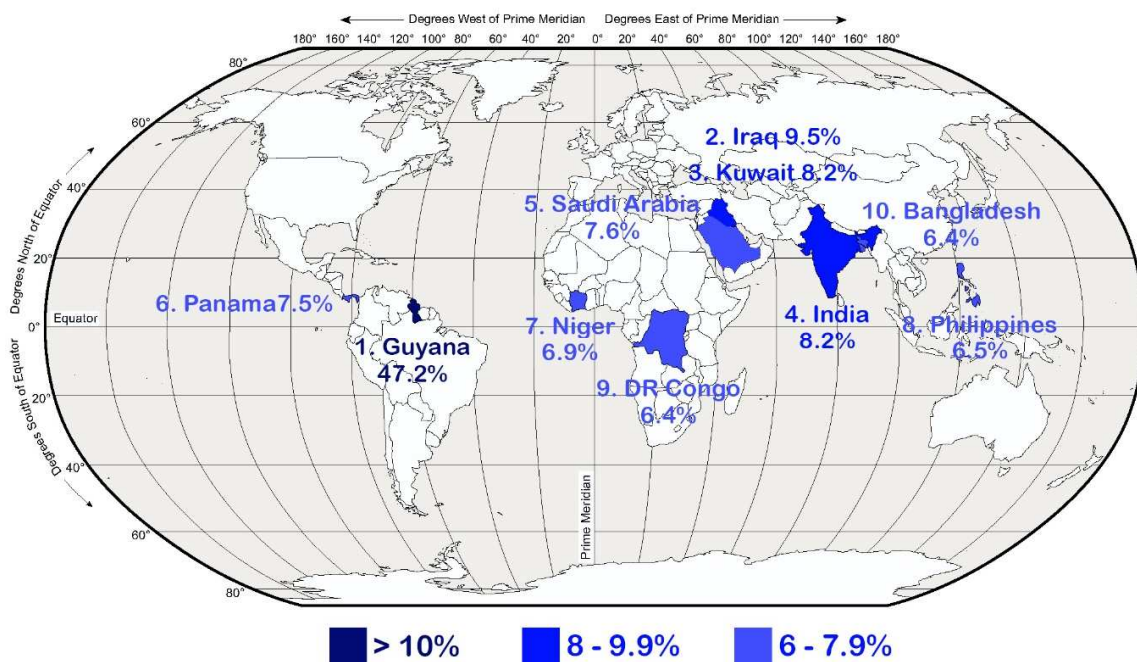 Degrees West of Prime Meridian Degrees East of Prime Meridian
180° 140° 120° 100° 80° 60° 40° 20° 0° 20° 40° 60° 80° 100° 120° 140° 180°
80°
60°
40°
20°
0°
20°
40°
60°
80°
Degrees North of Equator
Degrees South of Equator
Equator
Prime Meridian
2. Iraq 9.5%
3. Kuwait 8.2%
5. Saudi Arabia
7.6%
10. Bangladesh
6.4%
6. Panama 7.5%
1. Guyana
47.2%
7. Niger
6.9%
4. India
8.2%
8. Philippines
6.5%
9. DR Congo
6.4%
> 10%
8 - 9.9%
6 - 7.9%